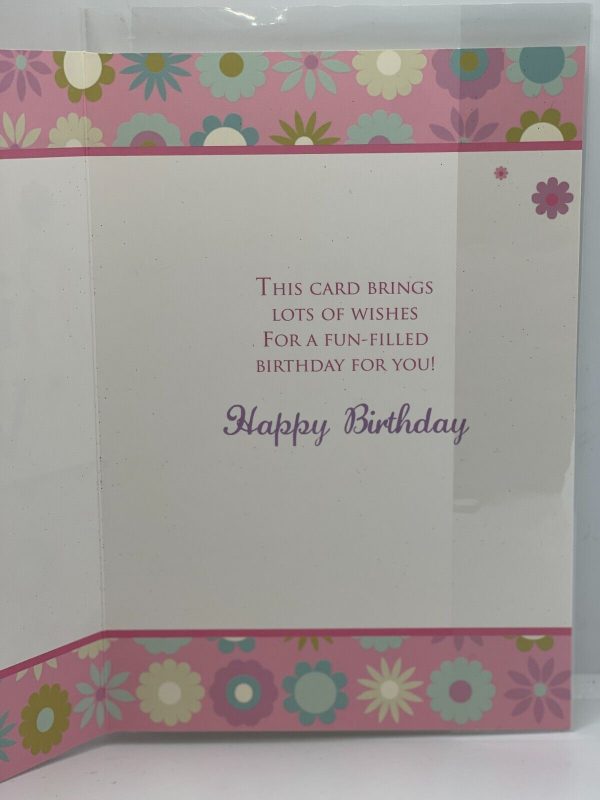 This card brings
lots of wishes
For a fun-filled
birthday for you!
Happy Birthday